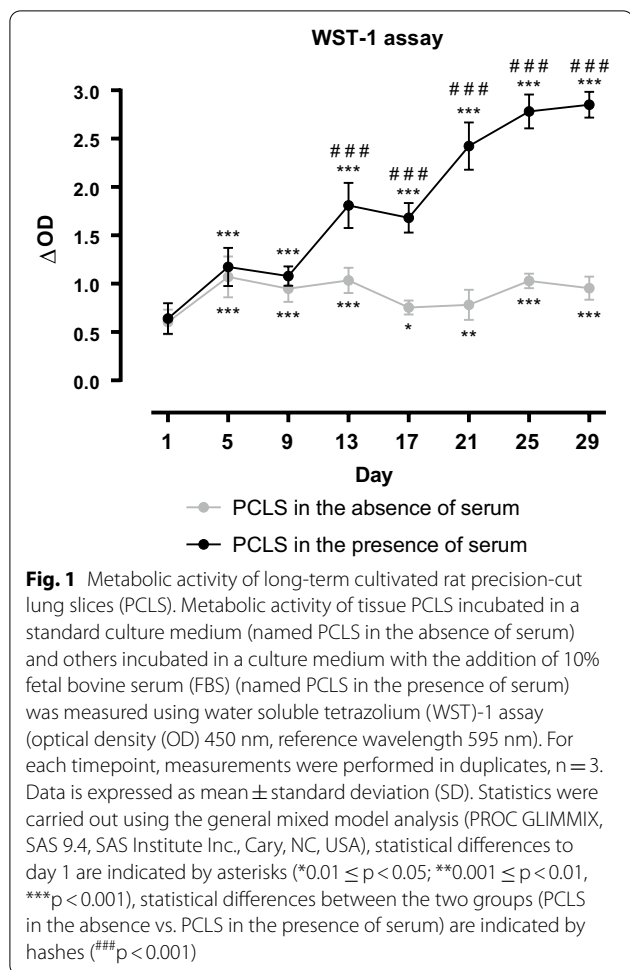 WST-1 assay
### ### ###
*** *** ***
### ###
*** ***
*** ***
*** *** *** * ** *** ***
3.0
2.5
2.0
1.5
1.0
0.5
0.0
ΔOD
1 5 9 13 17 21 25 29
Day
PCLS in the absence of serum
PCLS in the presence of serum
Fig. 1 Metabolic activity of long-term cultivated rat precision-cut
lung slices (PCLS). Metabolic activity of tissue PCLS incubated in a
standard culture medium (named PCLS in the absence of serum)
and others incubated in a culture medium with the addition of 10%
fetal bovine serum (FBS) (named PCLS in the presence of serum)
was measured using water soluble tetrazolium (WST)-1 assay
(optical density (OD) 450 nm, reference wavelength 595 nm). For
each timepoint, measurements were performed in duplicates, n = 3.
Data is expressed as mean ± standard deviation (SD). Statistics were
carried out using the general mixed model analysis (PROC GLIMMIX,
SAS 9.4, SAS Institute Inc., Cary, NC, USA), statistical differences to
day 1 are indicated by asterisks (*0.01 ≤ p < 0.05; **0.001 ≤ p < 0.01,
***p < 0.001), statistical differences between the two groups (PCLS
in the absence vs. PCLS in the presence of serum) are indicated by
hashes (###p < 0.001)